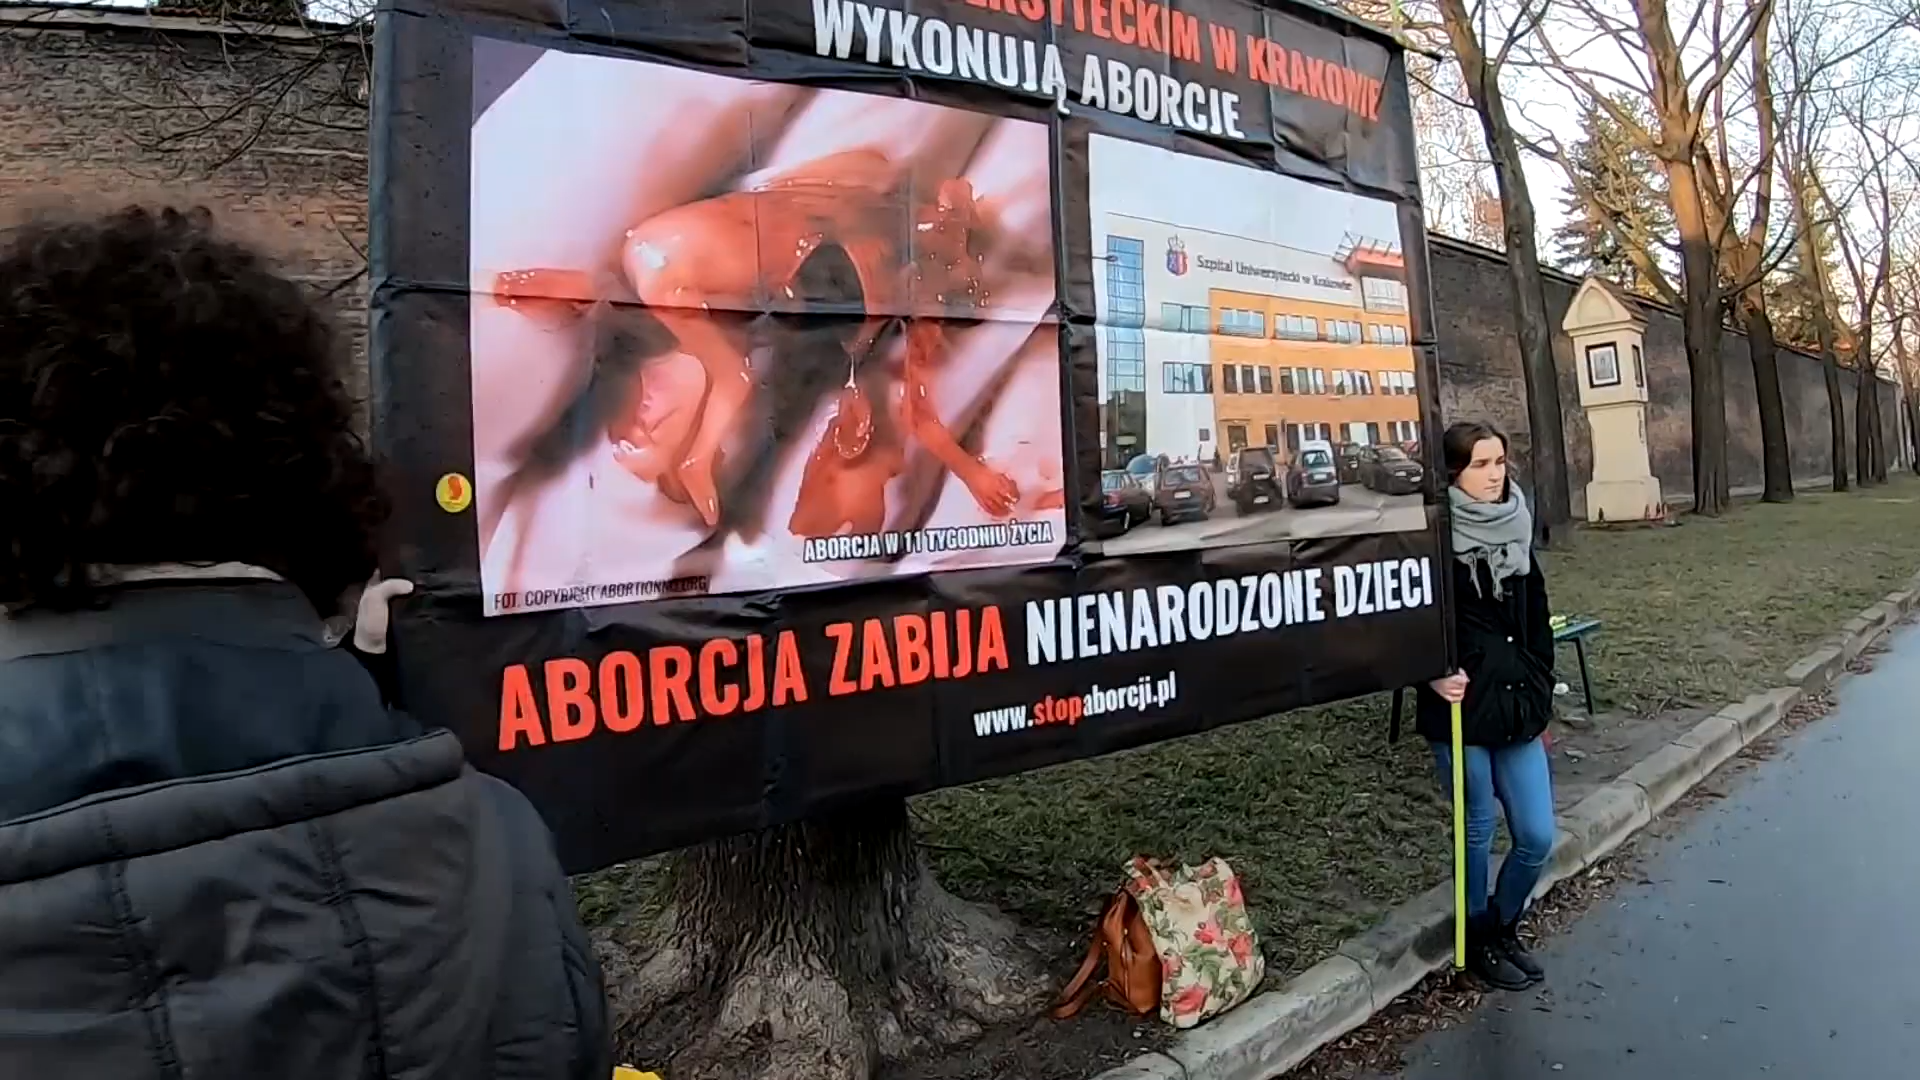 W KRAKOWIE
WYKONUJĄ ABORCJE
Szpital Uniwersytecki w Krakowie
ABORCJA W 11 TYGODNIU ŻYCIA
FOT. COPYRIGHT ABORTIONNO.ORG
ABORCJA ZABIJA NIENARODZONE DZIECI
www.stopaborcji.pl